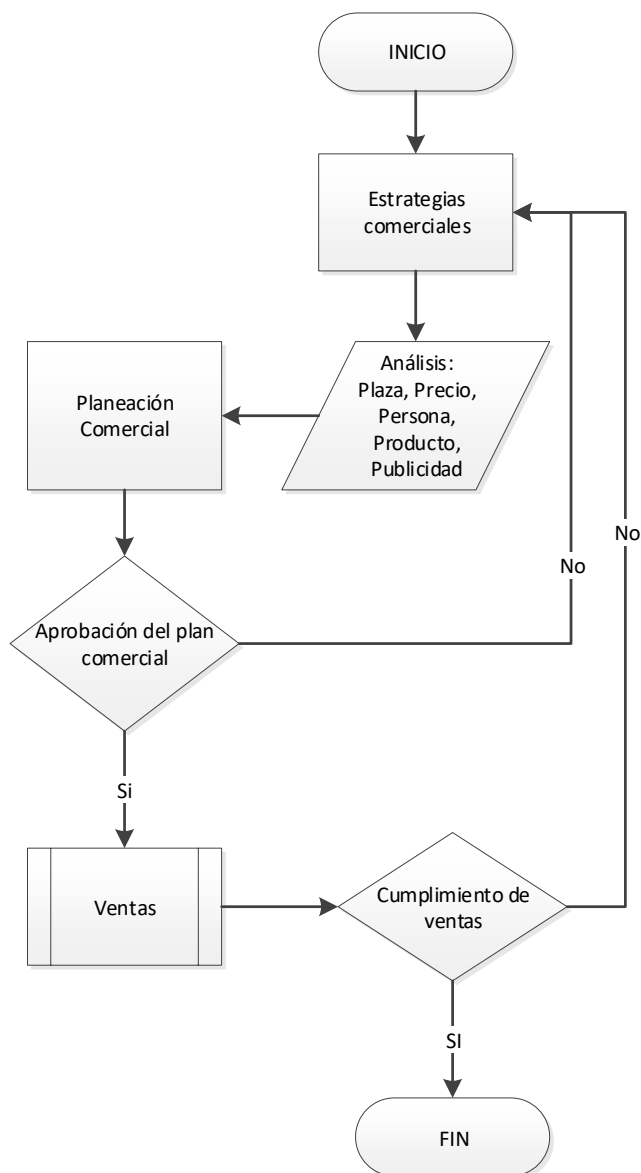 INICIO
Estrategias
comerciales
Análisis:
Plaza, Precio,
Persona,
Producto,
Publicidad
Planeación
Comercial
No
No
Aprobación del plan
comercial
Si
Ventas
Cumplimiento de
ventas
SI
FIN